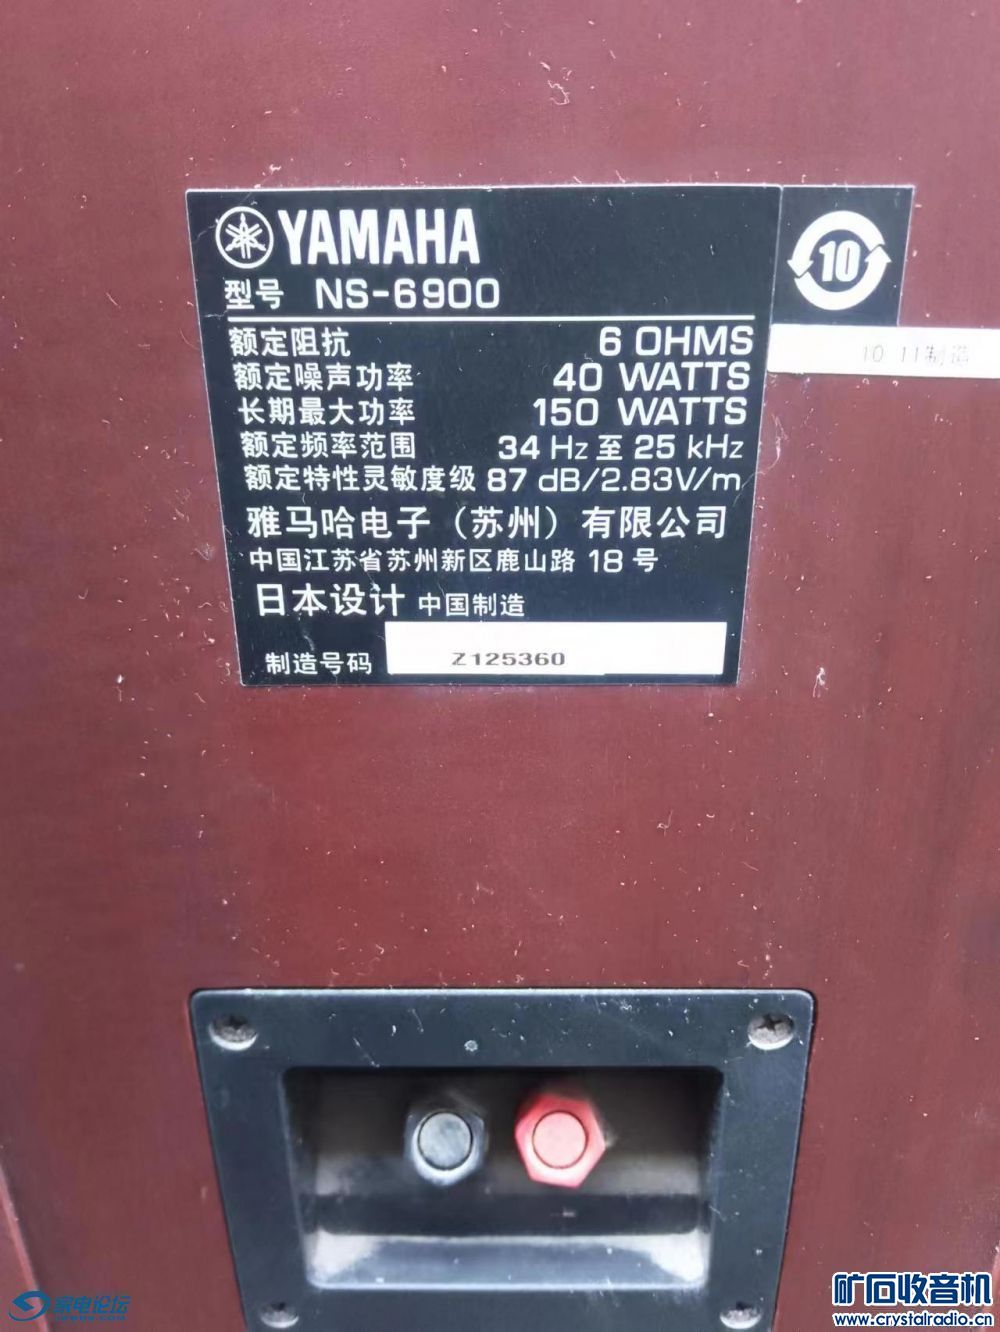 YAMAHA
型号 NS-6900
10
额定阻抗 6 OHMS
10 11制造
额定噪声功率 40 WATTS
长期最大功率 150 WATTS
额定频率范围 34 Hz 至 25 kHz
额定特性灵敏度级 87 dB/2.83V/m
雅马哈电子（苏州）有限公司
中国江苏省苏州新区鹿山路 18 号
日本设计 中国制造
制造号码 Z125360
家电论坛
矿石收音机
www.crystalradio.cn